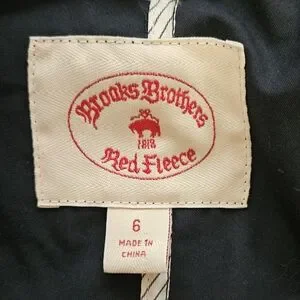 Brooks Brothers
1818
Red Fleece
6
MADE IN
CHINA